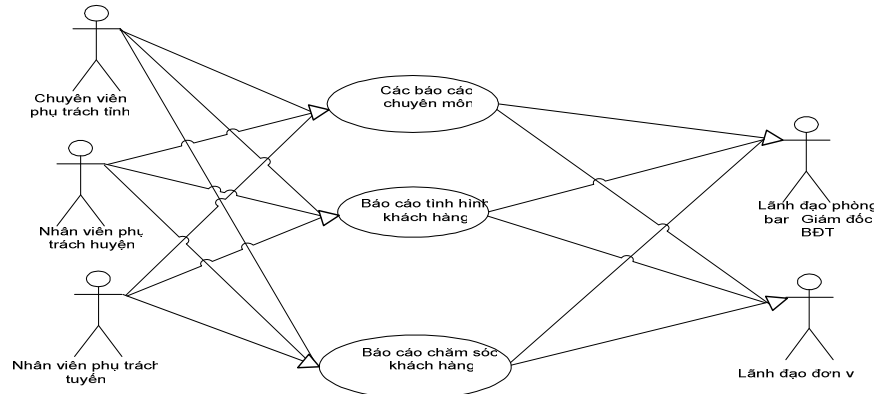 Chuyên viên
phụ trách tỉnh
Nhân viên phụ
trách huyện
Nhân viên phụ trách
tuyến
Các báo các
chuyên môn
Báo cáo tình hình
khách hàng
Báo cáo chăm sóc
khách hàng
Lãnh đạo phòng
bar Giám đốc
BĐT
Lãnh đạo đơn v